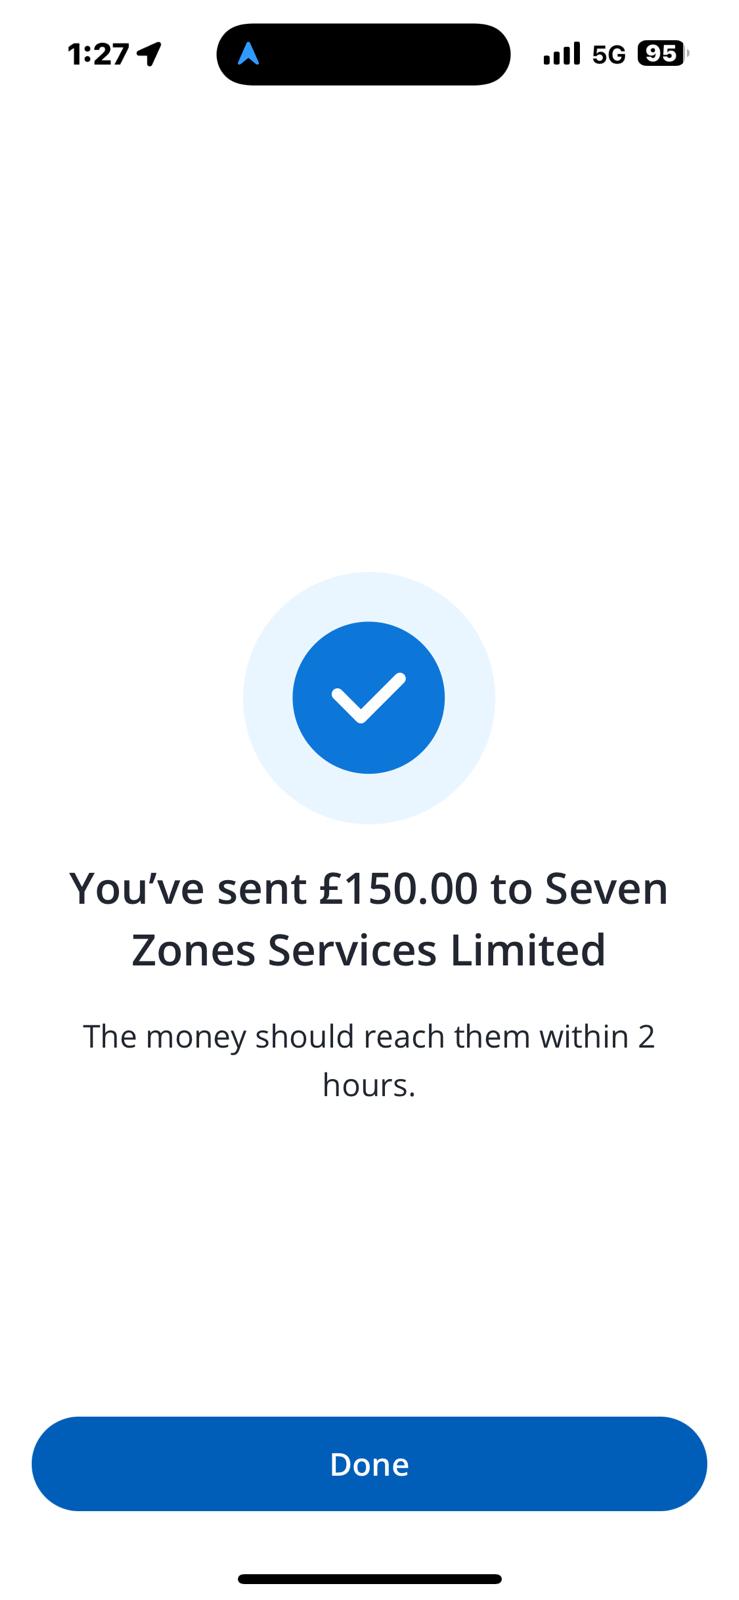 1:27 5G 95
You’ve sent £150.00 to Seven
Zones Services Limited
The money should reach them within 2
hours.
Done